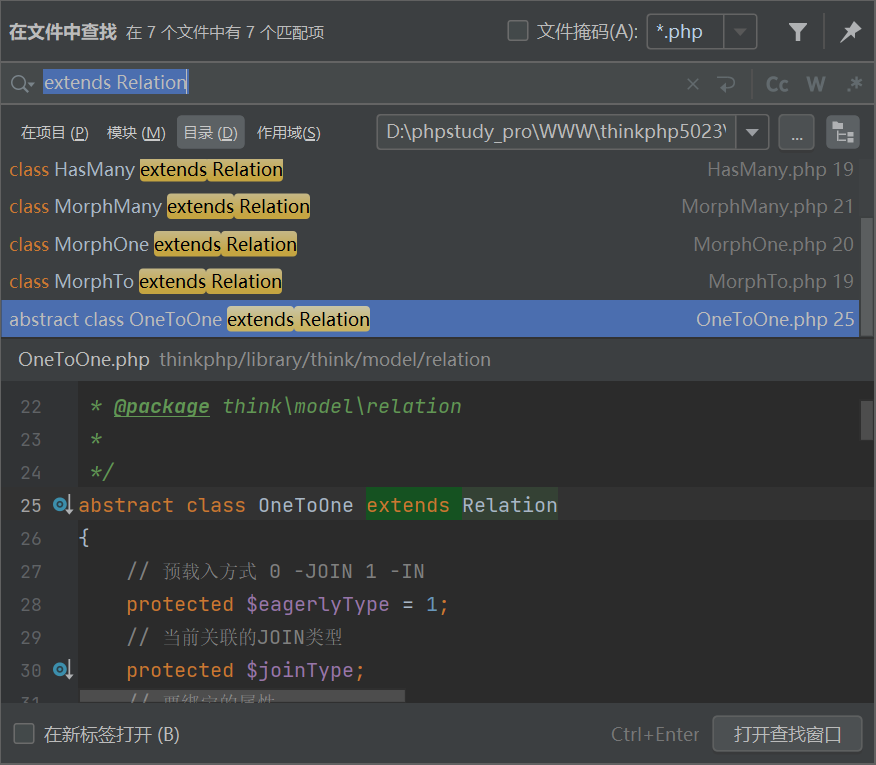 在文件中查找 在 7 个文件中有 7 个匹配项 文件掩码(A): *.php
extends Relation Cc W .*
在项目 (P) 模块 (M) 目录 (D) 作用域(S) D:\phpstudy_pro\WWW\thinkphp5023\ ...
class HasMany extends Relation HasMany.php 19
class MorphMany extends Relation MorphMany.php 21
class MorphOne extends Relation MorphOne.php 20
class MorphTo extends Relation MorphTo.php 19
abstract class OneToOne extends Relation OneToOne.php 25
OneToOne.php thinkphp/library/think/model/relation
22 * @package think\model\relation
23 *
24 */
25 abstract class OneToOne extends Relation
26 {
27 // 预载入方式 0 -JOIN 1 -IN
28 protected $eagerlyType = 1;
29 // 当前关联的JOIN类型
30 protected $joinType;
31 // 要绑定的属性
在新标签打开 (B) Ctrl+Enter 打开查找窗口